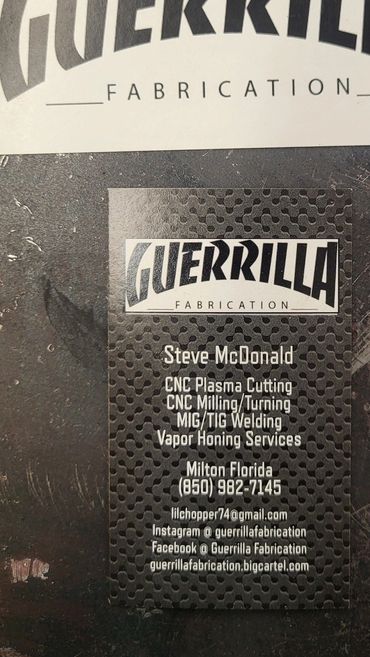 GUERRILLA
FABRICATION
GUERRILLA
FABRICATION
Steve McDonald
CNC Plasma Cutting
CNC Milling/Turning
MIG/TIG Welding
Vapor Honing Services
Milton Florida
(850) 982-7145
lilchopper74@gmail.com
Instagram @ guerrillafabrication
Facebook @ Guerrilla Fabrication
guerrillafabrication.bigcartel.com